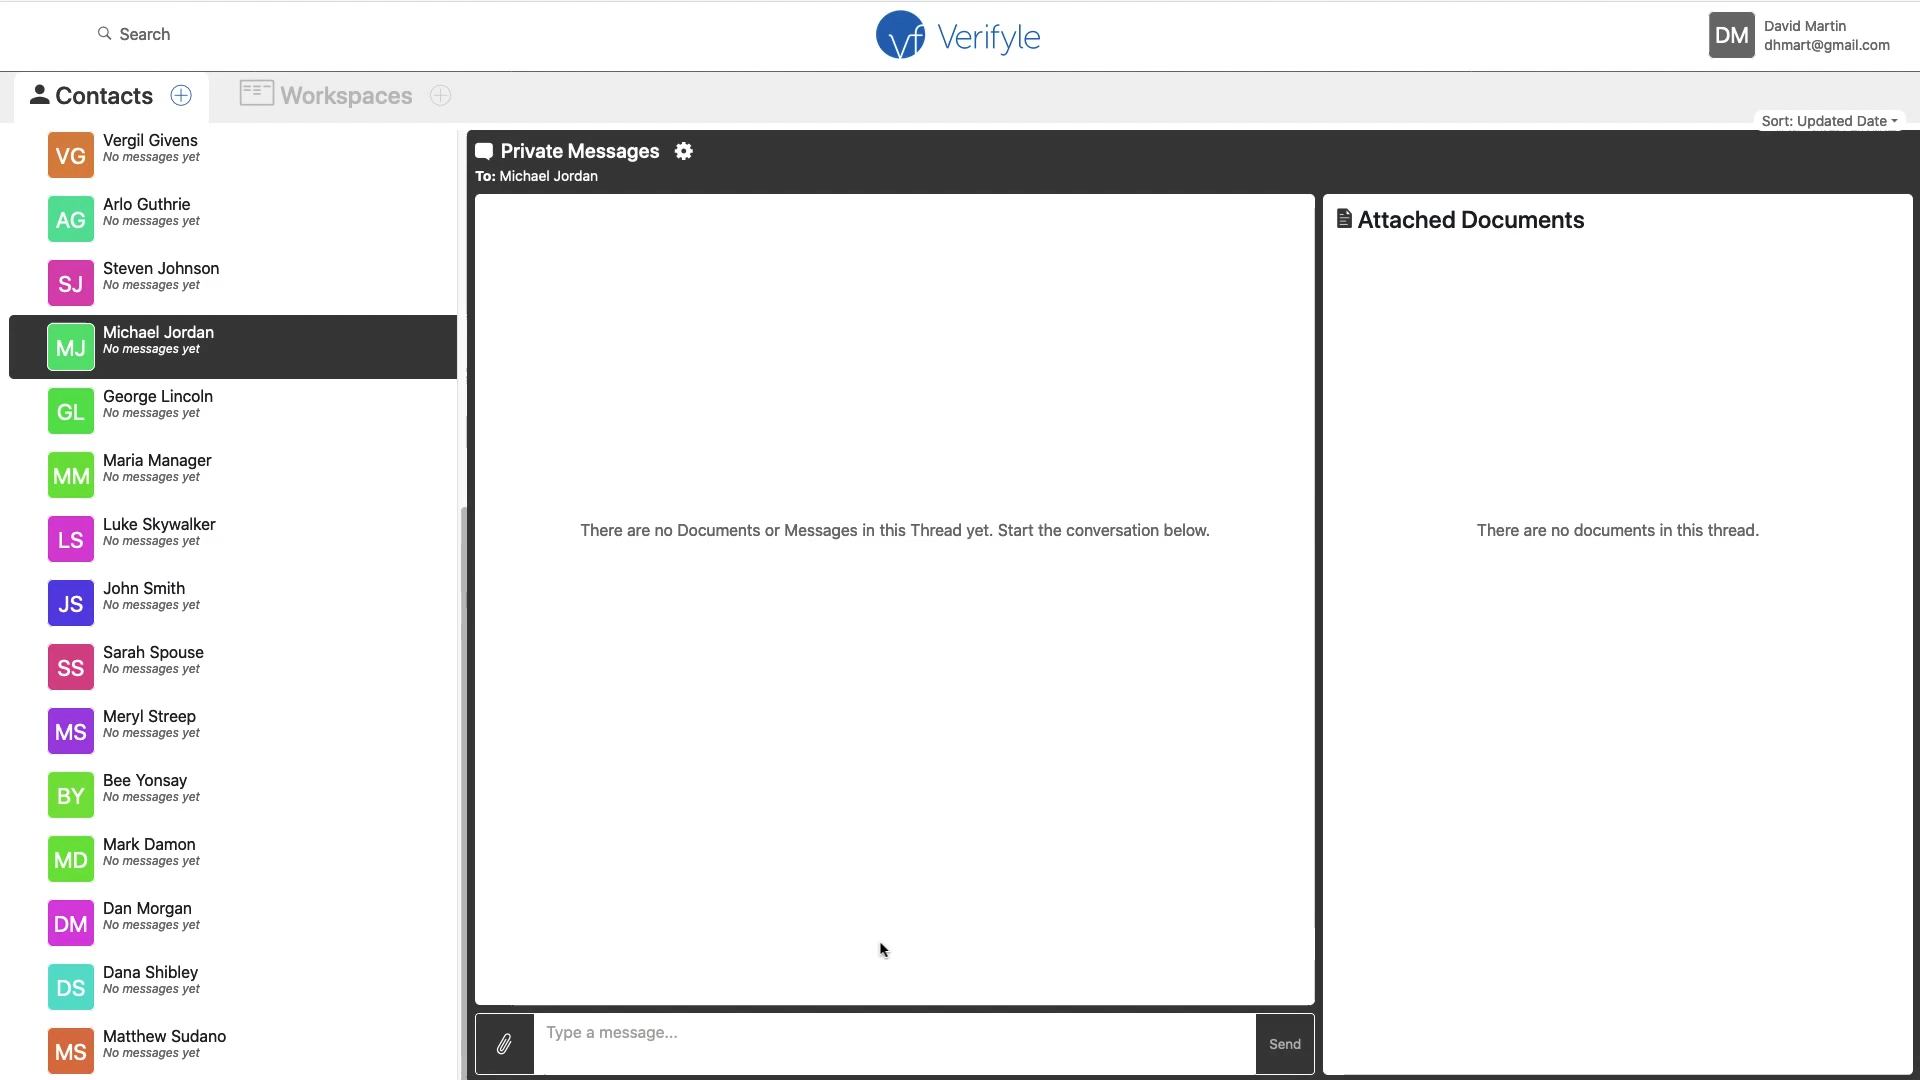 Search
vf Verifyle
DM
David Martin
dhmart@gmail.com
Contacts
Workspaces
Sort: Updated Date
VG
Vergil Givens
No messages yet
AG
Arlo Guthrie
No messages yet
SJ
Steven Johnson
No messages yet
MJ
Michael Jordan
No messages yet
GL
George Lincoln
No messages yet
MM
Maria Manager
No messages yet
LS
Luke Skywalker
No messages yet
JS
John Smith
No messages yet
SS
Sarah Spouse
No messages yet
MS
Meryl Streep
No messages yet
BY
Bee Yonsay
No messages yet
MD
Mark Damon
No messages yet
DM
Dan Morgan
No messages yet
DS
Dana Shibley
No messages yet
MS
Matthew Sudano
No messages yet
Private Messages
To: Michael Jordan
There are no Documents or Messages in this Thread yet. Start the conversation below.
Type a message...
Send
Attached Documents
There are no documents in this thread.